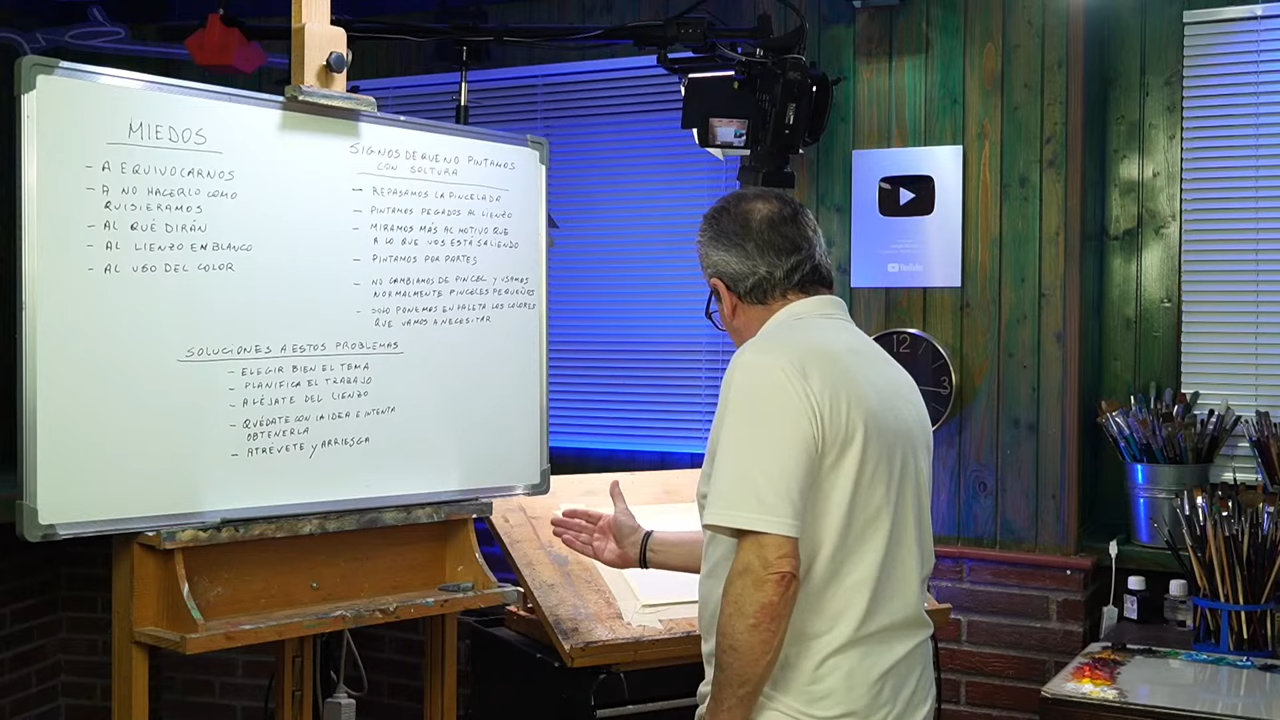 MIEDOS
- A EQUIVOCARNOS
- A NO HACERLO COMO
QUISIERAMOS
- AL QUÉ DIRÁN
- AL LIENZO EN BLANCO
- AL USO DEL COLOR
SIGNOS DE QUE NO PINTAMOS
CON SOLTURA
- REPASAMOS LA PINCELADA
- PINTAMOS PEGADOS AL LIENZO
- MIRAMOS MÁS AL MOTIVO QUE
A LO QUE NOS ESTÁ SALIENDO
- PINTAMOS POR PARTES
- NO CAMBIAMOS DE PINCEL Y USAMOS
NORMALMENTE PINCELES PEQUEÑOS
- SOLO PONEMOS EN PALETA LOS COLORES
QUE VAMOS A NECESITAR
SOLUCIONES A ESTOS PROBLEMAS
- ELEGIR BIEN EL TEMA
- PLANIFICA EL TRABAJO
- ALÉJATE DEL LIENZO
- QUÉDATE CON LA IDEA E INTENTA
OBTENERLA
- ATRÉVETE Y ARRIESGA
YouTube
12
3